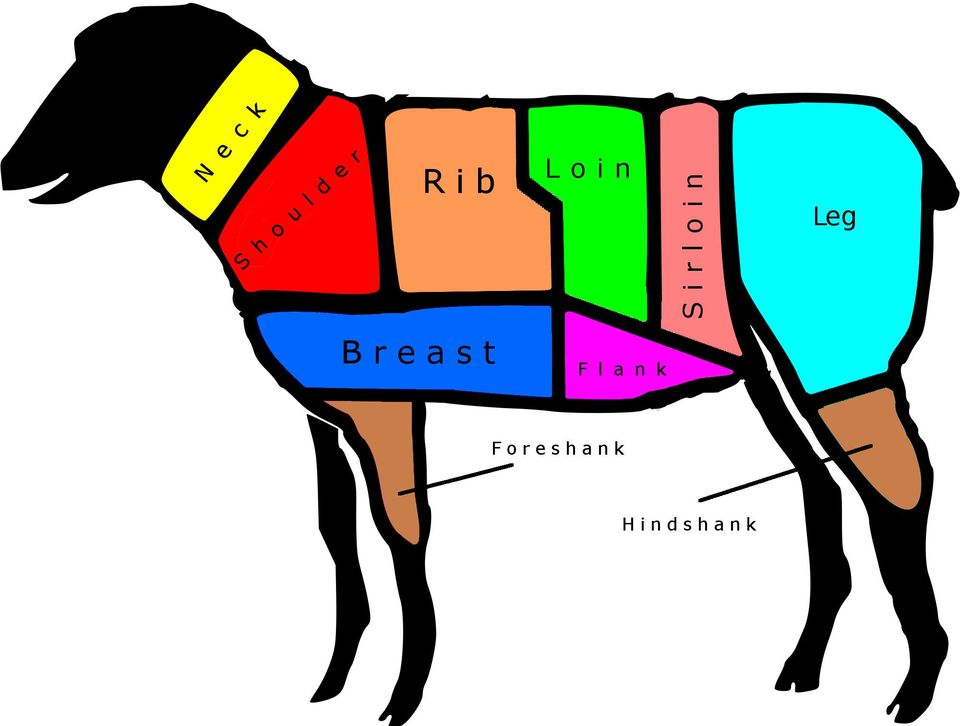 Neck
Shoulder
Rib
Loin
Sirloin
Leg
Breast
Flank
Foreshank
Hindshank